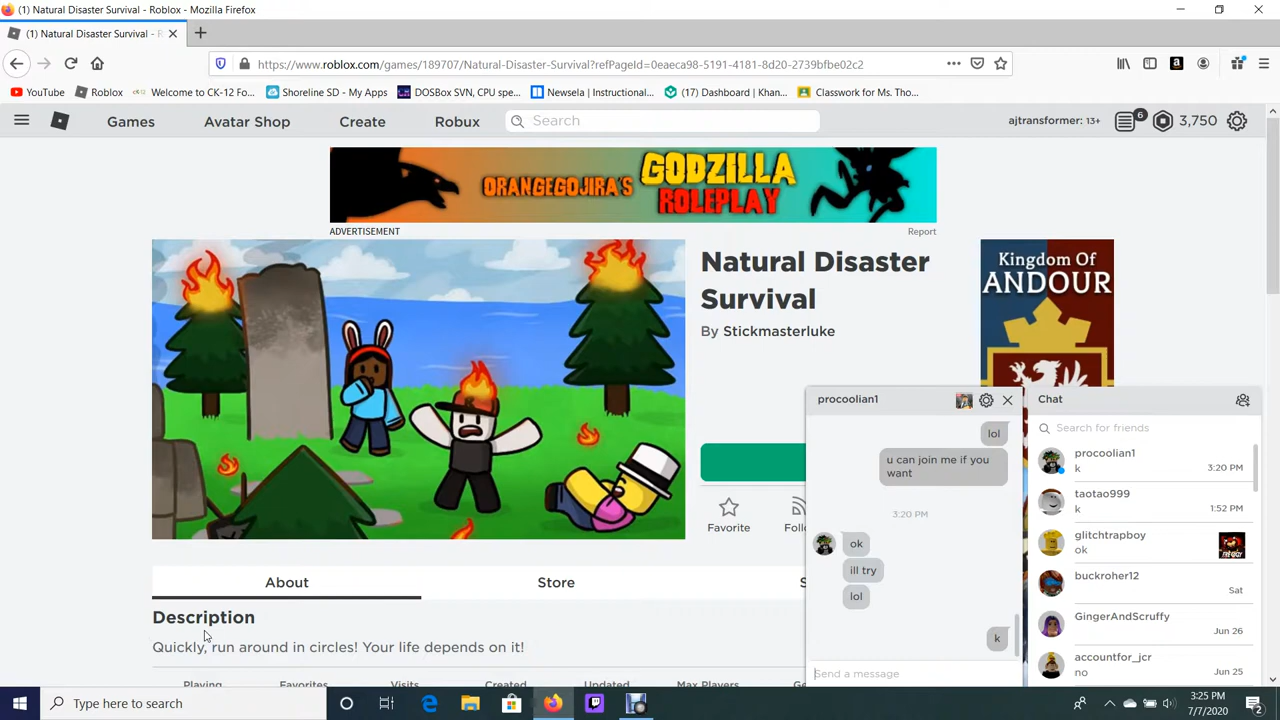 (1) Natural Disaster Survival - Roblox - Mozilla Firefox
(1) Natural Disaster Survival - R
https://www.roblox.com/games/189707/Natural-Disaster-Survival?refPageId=0eaeca98-5191-4181-8d20-2739bfbe02c2
YouTube Roblox Welcome to CK-12 Fo... Shoreline SD - My Apps DOSBox SVN, CPU spe... Newsela | Instructional... (17) Dashboard | Khan... Classwork for Ms. Tho...
Games Avatar Shop Create Robux Search ajtransformer: 13+ 6 3,750
ORANGEGOJIRA'S GODZILLA ROLEPLAY
ADVERTISEMENT Report
Natural Disaster
Survival
By Stickmasterluke
Kingdom Of
ANDOUR
Favorite
About Store
Description
Quickly, run around in circles! Your life depends on it!
Playing Favorites Visits Created Updated Max Players
procoolian1
lol
u can join me if you
want
3:20 PM
ok
ill try
lol
k
Send a message
Chat
Search for friends
procoolian1
k 3:20 PM
taotao999
k 1:52 PM
glitchtrapboy
ok
buckroher12
Sat
GingerAndScruffy
Jun 26
accountfor_jcr
no Jun 25
Type here to search
3:25 PM
7/7/2020
2